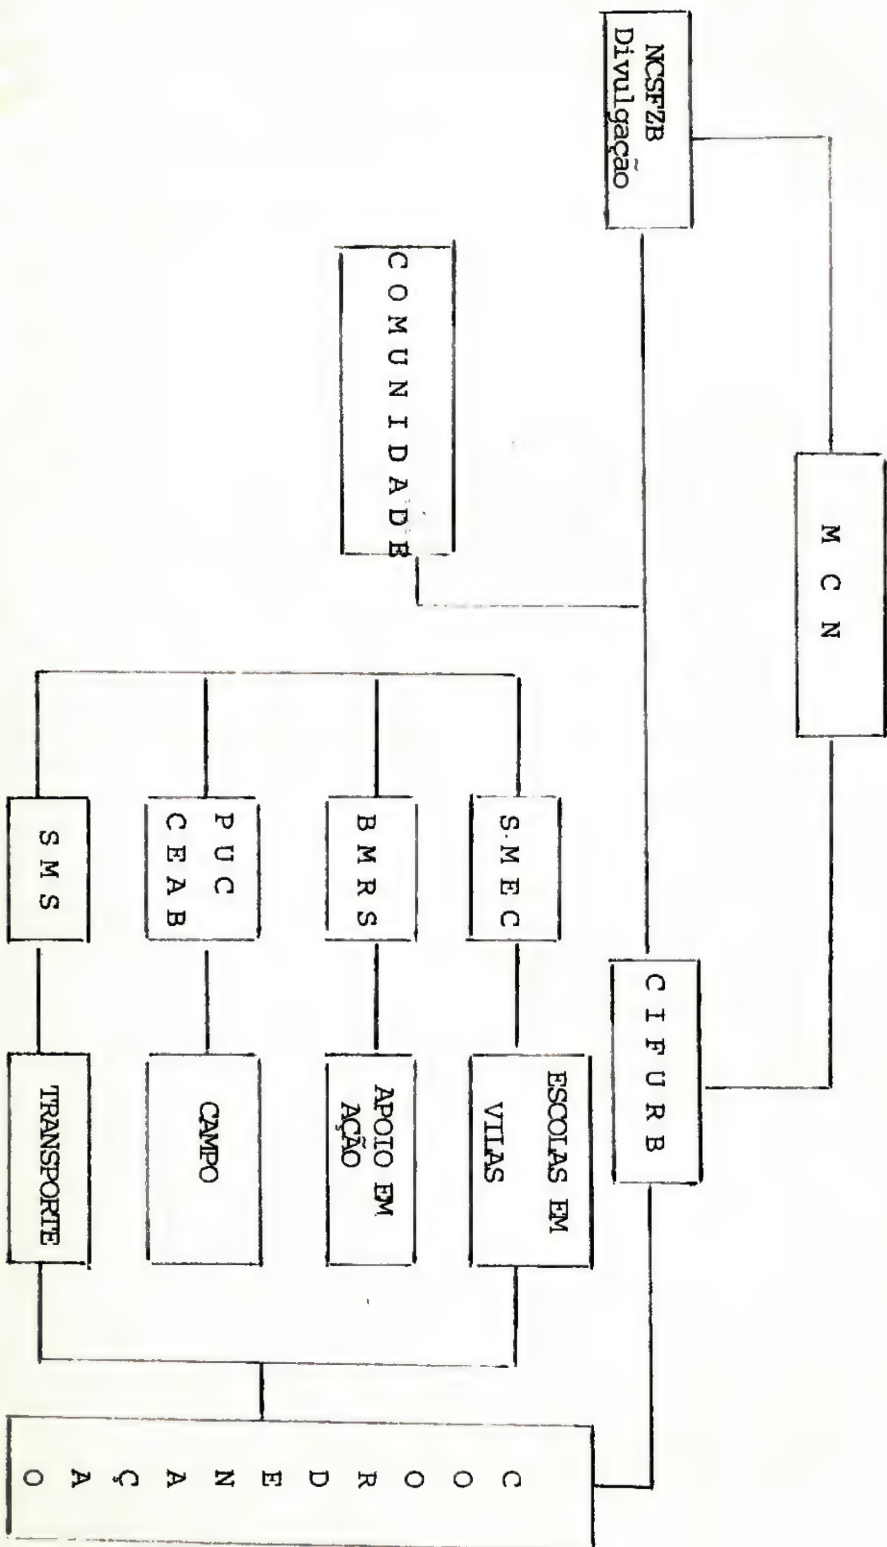 M C N
NCSFZB
Divulgação
C I F U R B
C O M U N I D A D E
S M E C
ESCOLAS EM
VILAS
B M R S
APOIO EM
AÇÃO
P U C
C E A B
CAMPO
S M S
TRANSPORTE
C O O R D E N A Ç A O